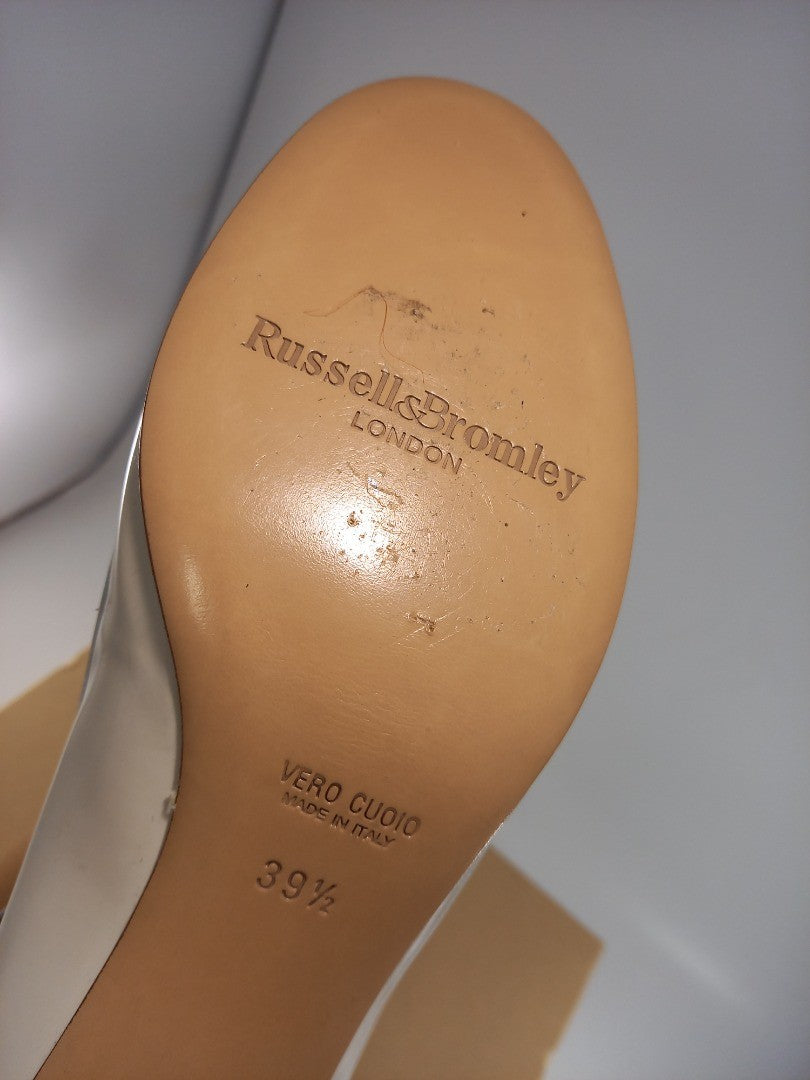 Russell&Bromley
LONDON
VERO CUOIO
MADE IN ITALY
39½